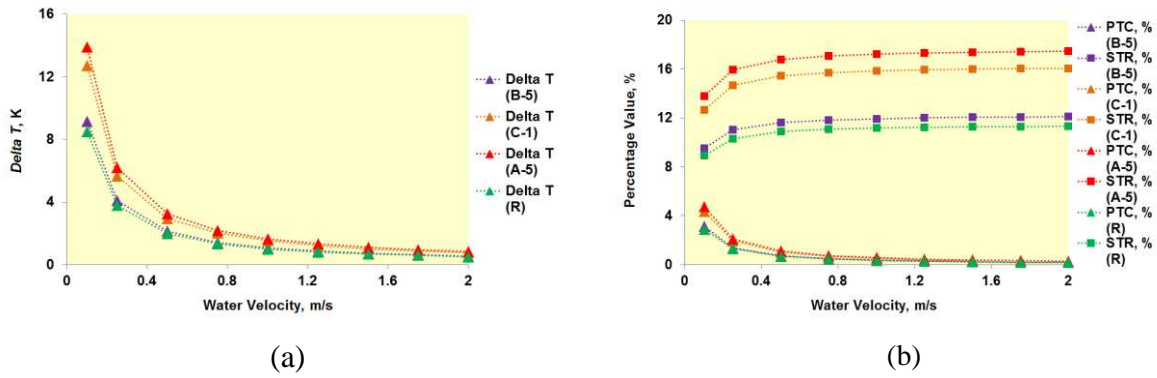 16
12
8
4
0
0 0.4 0.8 1.2 1.6 2
Delta T, K
Water Velocity, m/s
Delta T
(B-5)
Delta T
(C-1)
Delta T
(A-5)
Delta T
(R)
(a)
20
16
12
8
4
0
0 0.4 0.8 1.2 1.6 2
Percentage Value, %
Water Velocity, m/s
PTC, %
(B-5)
STR, %
(B-5)
PTC, %
(C-1)
STR, %
(C-1)
PTC, %
(A-5)
STR, %
(A-5)
PTC, %
(R)
STR, %
(R)
(b)